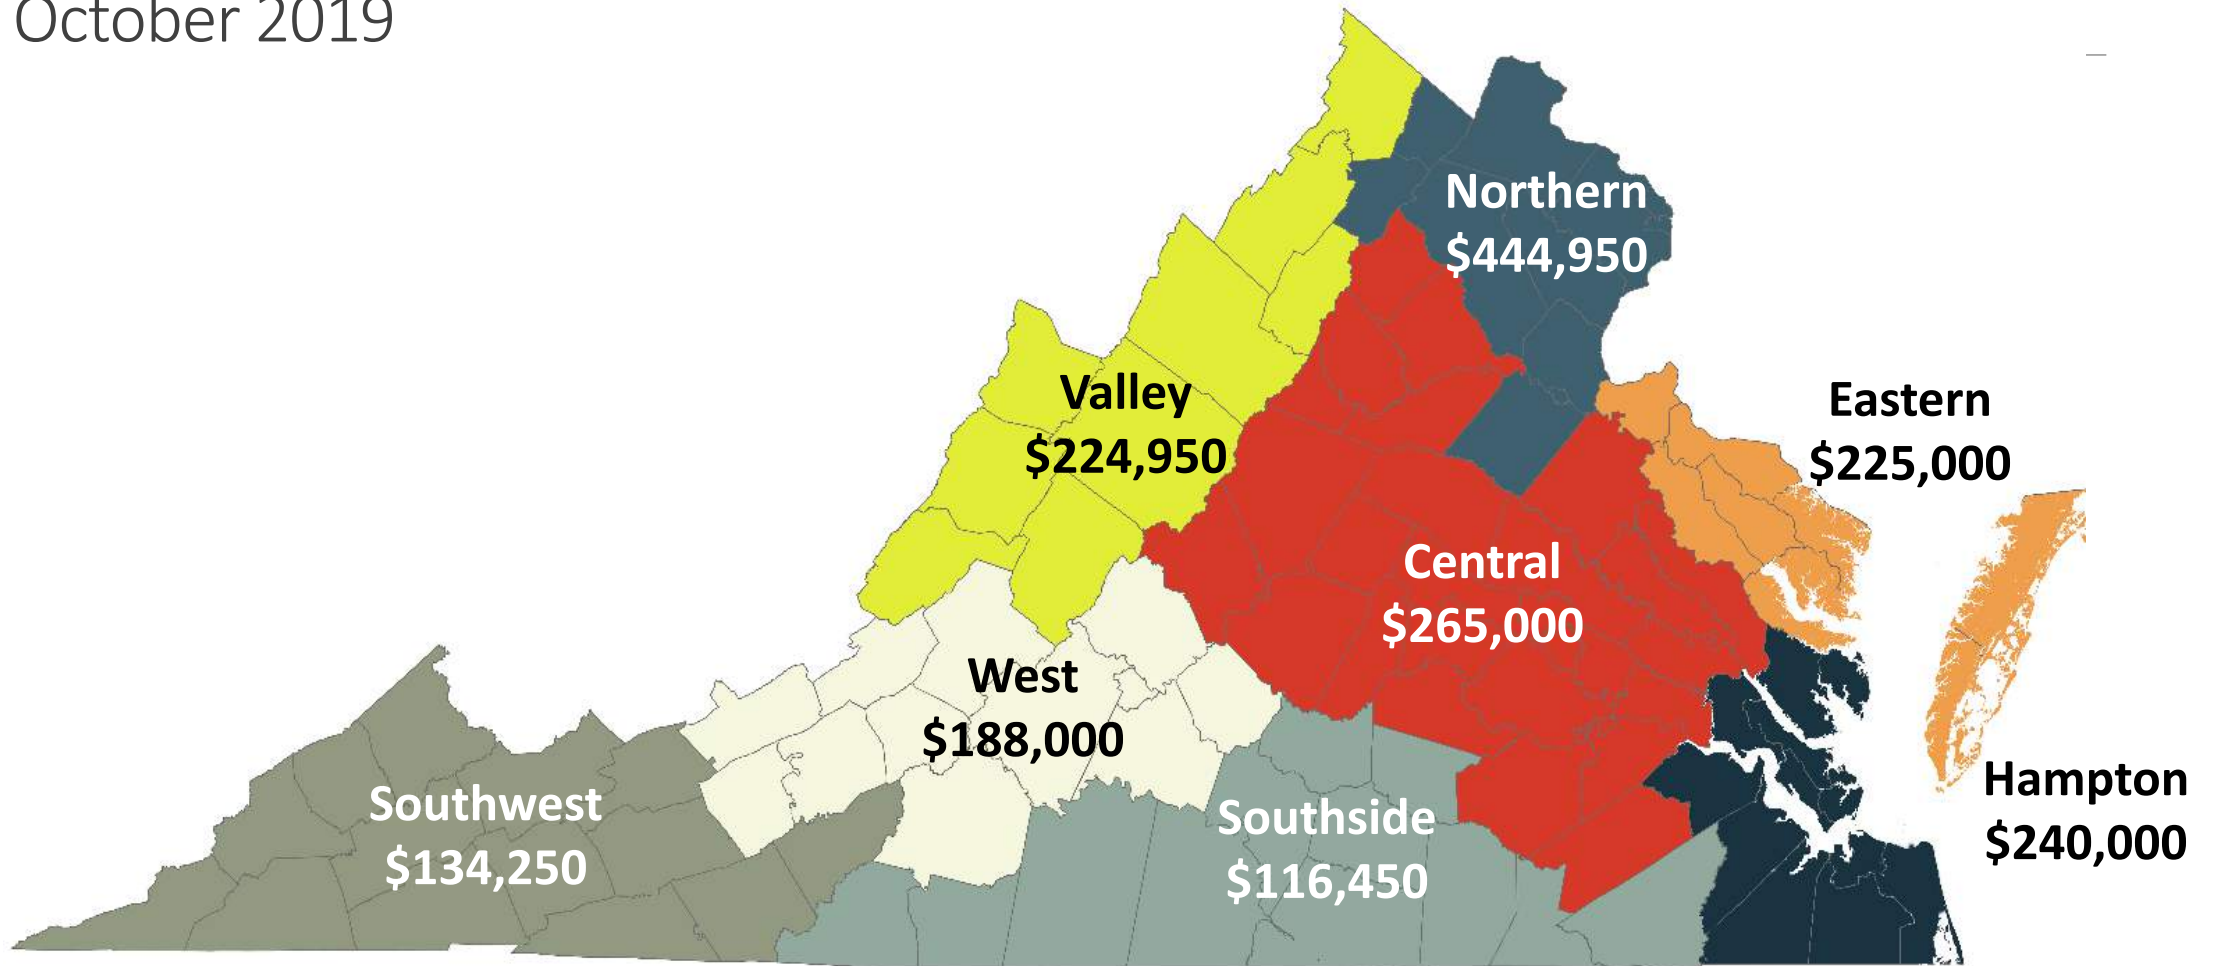 October 2019
Northern
$444,950
Valley
$224,950
Eastern
$225,000
Central
$265,000
West
$188,000
Southwest
$134,250
Southside
$116,450
Hampton
$240,000